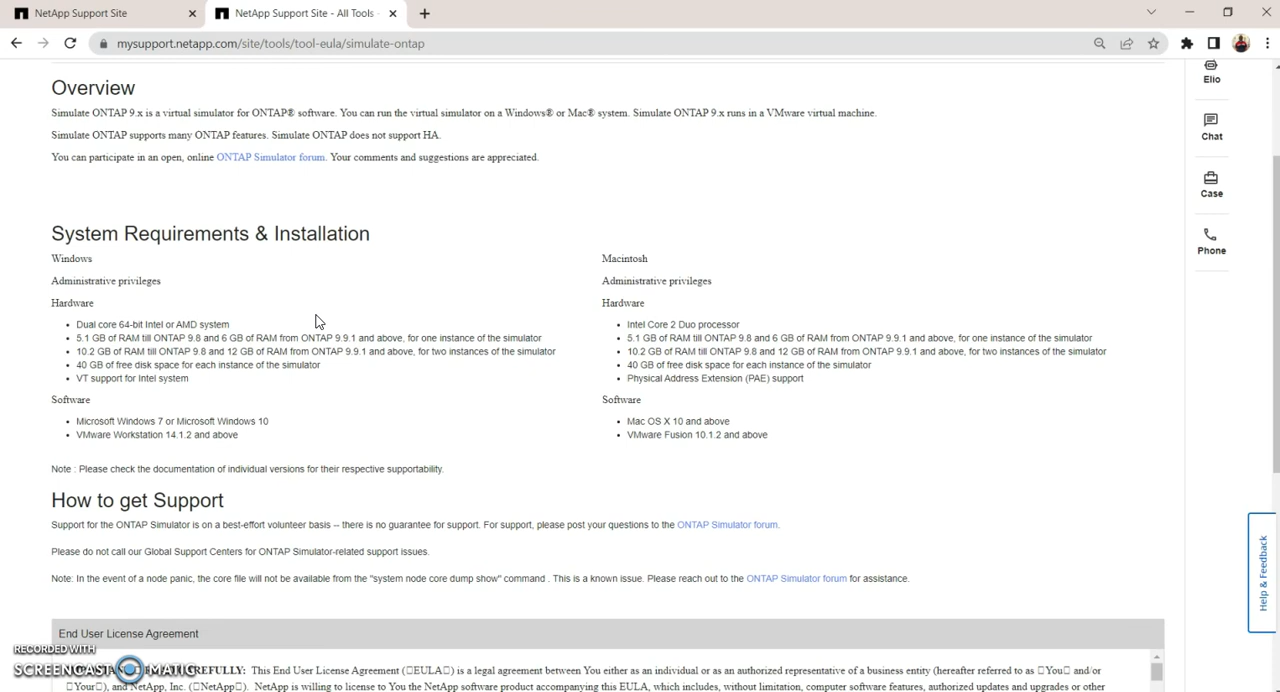 NetApp Support Site
NetApp Support Site - All Tools -
mysupport.netapp.com/site/tools/tool-eula/simulate-ontap
Overview
Simulate ONTAP 9.x is a virtual simulator for ONTAP® software. You can run the virtual simulator on a Windows® or Mac® system. Simulate ONTAP 9.x runs in a VMware virtual machine.
Simulate ONTAP supports many ONTAP features. Simulate ONTAP does not support HA.
You can participate in an open, online ONTAP Simulator forum. Your comments and suggestions are appreciated.
Elio
Chat
Case
Phone
System Requirements & Installation
Windows
Administrative privileges
Hardware
• Dual core 64-bit Intel or AMD system
• 5.1 GB of RAM till ONTAP 9.8 and 6 GB of RAM from ONTAP 9.9.1 and above, for one instance of the simulator
• 10.2 GB of RAM till ONTAP 9.8 and 12 GB of RAM from ONTAP 9.9.1 and above, for two instances of the simulator
• 40 GB of free disk space for each instance of the simulator
• VT support for Intel system
Software
• Microsoft Windows 7 or Microsoft Windows 10
• VMware Workstation 14.1.2 and above
Macintosh
Administrative privileges
Hardware
• Intel Core 2 Duo processor
• 5.1 GB of RAM till ONTAP 9.8 and 6 GB of RAM from ONTAP 9.9.1 and above, for one instance of the simulator
• 10.2 GB of RAM till ONTAP 9.8 and 12 GB of RAM from ONTAP 9.9.1 and above, for two instances of the simulator
• 40 GB of free disk space for each instance of the simulator
• Physical Address Extension (PAE) support
Software
• Mac OS X 10 and above
• VMware Fusion 10.1.2 and above
Note : Please check the documentation of individual versions for their respective supportability.
How to get Support
Support for the ONTAP Simulator is on a best-effort volunteer basis -- there is no guarantee for support. For support, please post your questions to the ONTAP Simulator forum.
Please do not call our Global Support Centers for ONTAP Simulator-related support issues.
Note: In the event of a node panic, the core file will not be available from the "system node core dump show" command . This is a known issue. Please reach out to the ONTAP Simulator forum for assistance.
Help & Feedback
End User License Agreement
RECORDED WITH
SCREENCAST MATIC
REFULLY: This End User License Agreement (□EULA□) is a legal agreement between You either as an individual or as an authorized representative of a business entity (hereafter referred to as □You□ and/or
□Your□), and NetApp, Inc. (□NetApp□). NetApp is willing to license to You the NetApp software product accompanying this EULA, which includes, without limitation, computer software features, authorized updates and upgrades or other